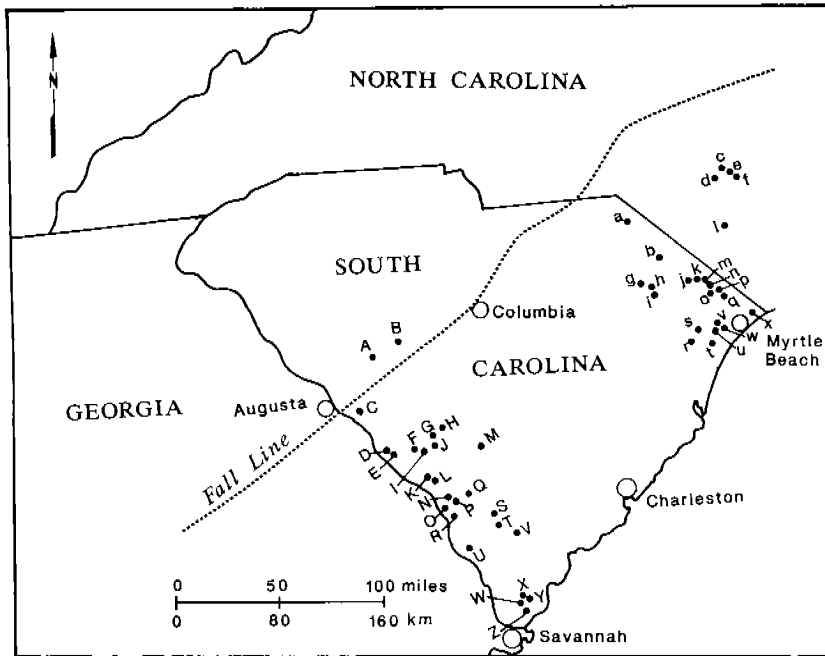 N
NORTH CAROLINA
c
d
e
f
a
l
SOUTH
b
m
k
n
g
h
j
p
i
o
q
Columbia
x
B
s
v
w
A
Myrtle
Beach
r
t
u
CAROLINA
GEORGIA
Augusta
C
Fall Line
G
H
F
J
M
D
E
I
K
L
Q
Charleston
N
S
O
P
T
V
R
U
0 50 100 miles
0 80 160 km
X
W
Y
Z
Savannah